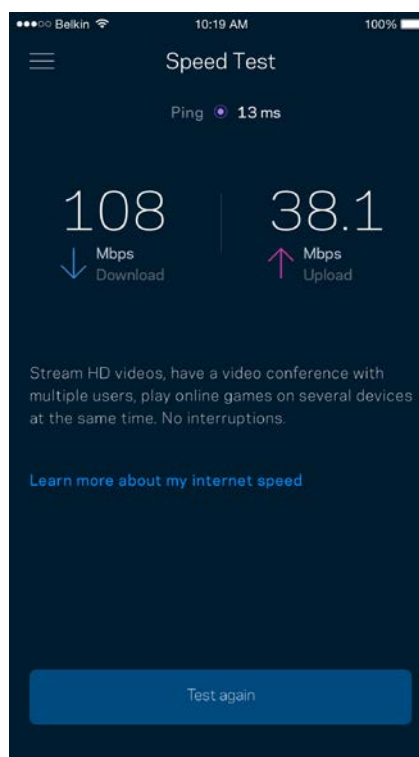 Belkin 10:19 AM 100%
Speed Test
Ping 13 ms
108 38.1
Mbps Mbps
Download Upload
Stream HD videos, have a video conference with
multiple users, play online games on several devices
at the same time. No interruptions.
Learn more about my internet speed
Test again